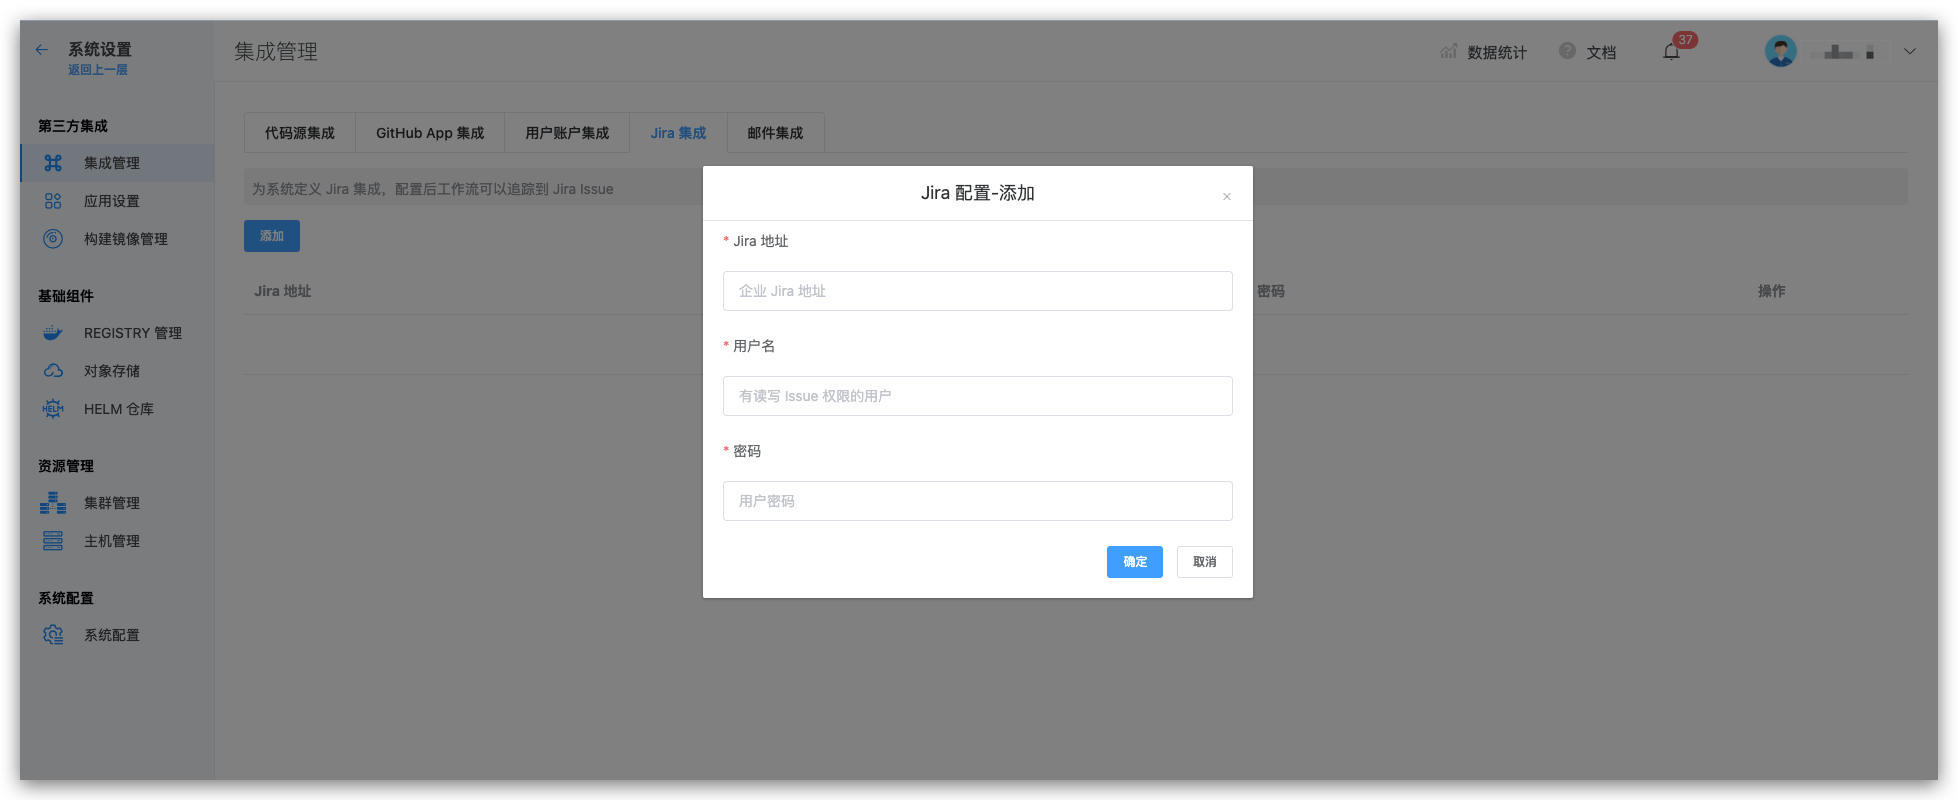 系统设置
返回上一层
集成管理
数据统计
文档
37
第三方集成
集成管理
应用设置
构建镜像管理
基础组件
REGISTRY 管理
对象存储
HELM
HELM 仓库
资源管理
集群管理
主机管理
系统配置
系统配置
代码源集成
GitHub App 集成
用户账户集成
Jira 集成
邮件集成
为系统定义 Jira 集成，配置后工作流可以追踪到 Jira Issue
添加
Jira 地址
密码
操作
Jira 配置-添加
* Jira 地址
企业 Jira 地址
* 用户名
有读写 Issue 权限的用户
* 密码
用户密码
确定
取消